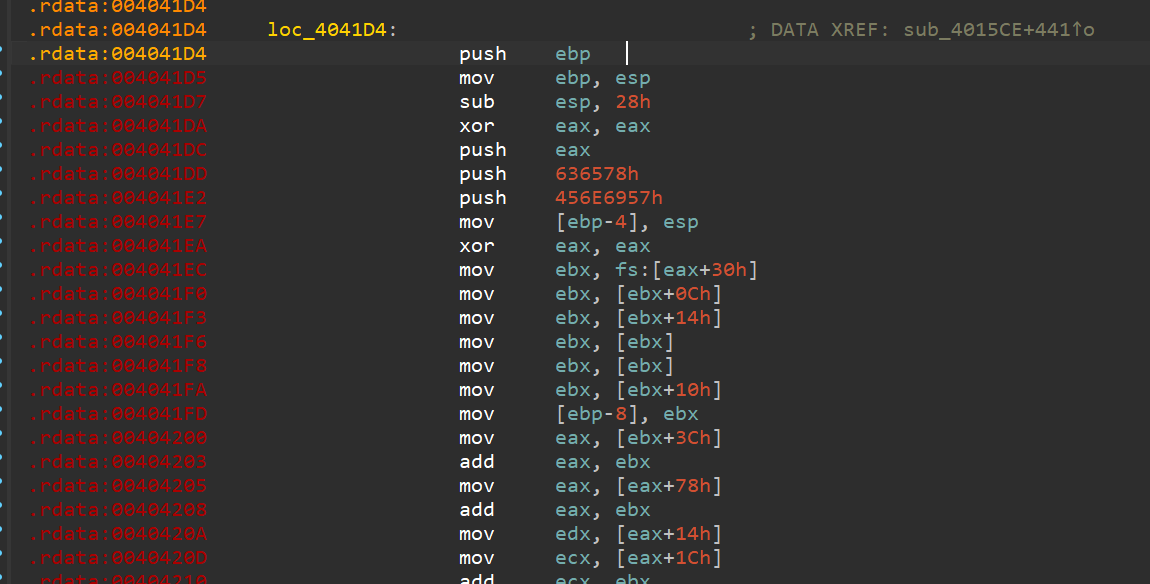 .rdata:004041D4
.rdata:004041D4 loc_4041D4: ; DATA XREF: sub_4015CE+441↑o
.rdata:004041D4 push ebp
.rdata:004041D5 mov ebp, esp
.rdata:004041D7 sub esp, 28h
.rdata:004041DA xor eax, eax
.rdata:004041DC push eax
.rdata:004041DD push 636578h
.rdata:004041E2 push 456E6957h
.rdata:004041E7 mov [ebp-4], esp
.rdata:004041EA xor eax, eax
.rdata:004041EC mov ebx, fs:[eax+30h]
.rdata:004041F0 mov ebx, [ebx+0Ch]
.rdata:004041F3 mov ebx, [ebx+14h]
.rdata:004041F6 mov ebx, [ebx]
.rdata:004041F8 mov ebx, [ebx]
.rdata:004041FA mov ebx, [ebx+10h]
.rdata:004041FD mov [ebp-8], ebx
.rdata:00404200 mov eax, [ebx+3Ch]
.rdata:00404203 add eax, ebx
.rdata:00404205 mov eax, [eax+78h]
.rdata:00404208 add eax, ebx
.rdata:0040420A mov edx, [eax+14h]
.rdata:0040420D mov ecx, [eax+1Ch]
.rdata:00404210 add ecx, ebx